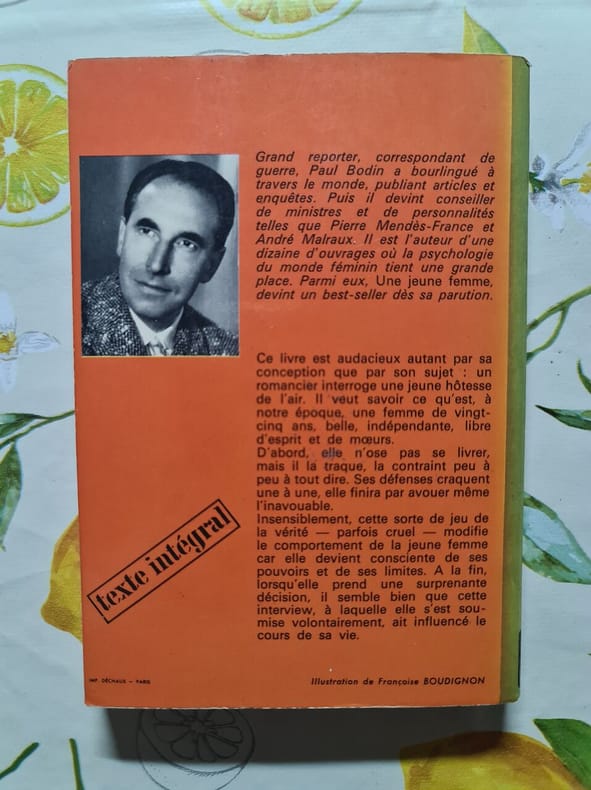 Grand reporter, correspondant de
guerre, Paul Bodin a bourlingué à
travers le monde, publiant articles et
enquêtes. Puis il devint conseiller
de ministres et de personnalités
telles que Pierre Mendès-France et
André Malraux. Il est l'auteur d'une
dizaine d'ouvrages où la psychologie
du monde féminin tient une grande
place. Parmi eux, Une jeune femme,
devint un best-seller dès sa parution.
Ce livre est audacieux autant par sa
conception que par son sujet : un
romancier interroge une jeune hôtesse
de l'air. Il veut savoir ce qu'est, à
notre époque, une femme de vingt-
cinq ans, belle, indépendante, libre
d'esprit et de mœurs.
D'abord, elle n'ose pas se livrer,
mais il la traque, la contraint peu à
peu à tout dire. Ses défenses craquent
une à une, elle finira par avouer même
l'inavouable.
Insensiblement, cette sorte de jeu de
la vérité — parfois cruel — modifie
le comportement de la jeune femme
car elle devient consciente de ses
pouvoirs et de ses limites. A la fin,
lorsqu'elle prend une surprenante
décision, il semble bien que cette
interview, à laquelle elle s'est sou-
mise volontairement, ait influencé le
cours de sa vie.
texte intégral
IMP. DÉCHAUX – PARIS
Illustration de Françoise BOUDIGNON